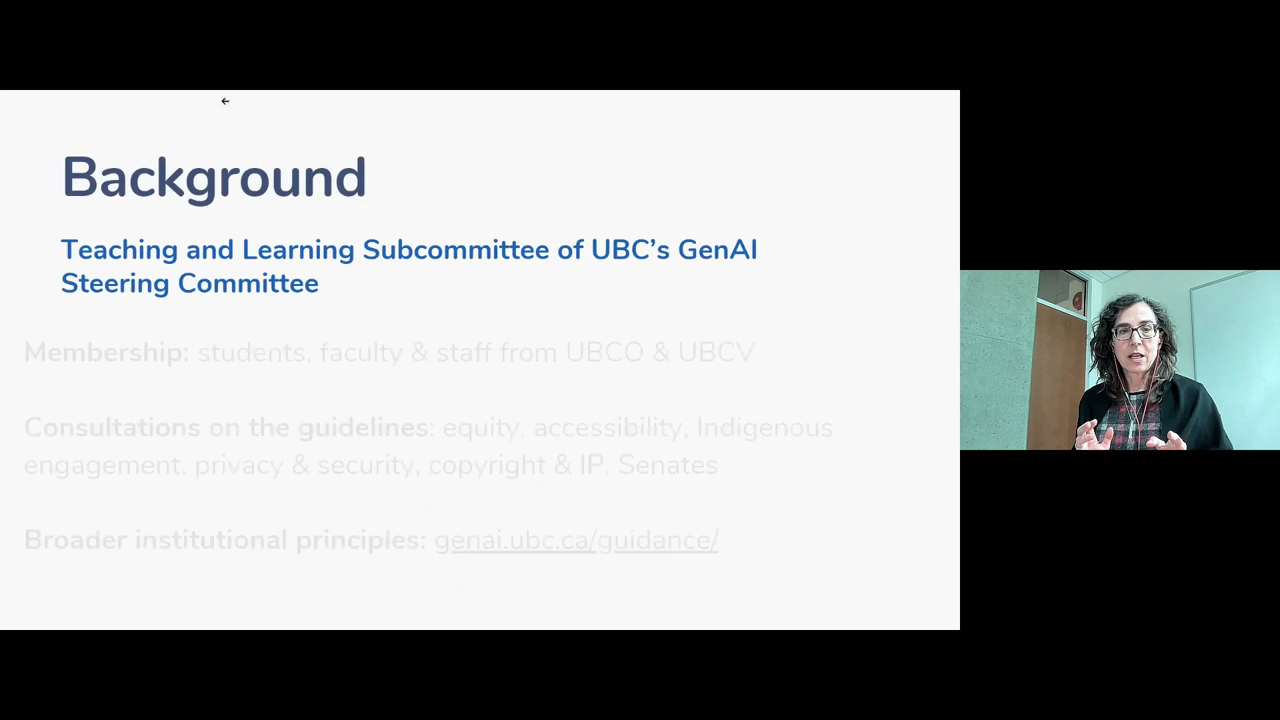 Background
Teaching and Learning Subcommittee of UBC’s GenAI
Steering Committee
Membership: students, faculty & staff from UBCO & UBCV
Consultations on the guidelines: equity, accessibility, Indigenous
engagement, privacy & security, copyright & IP, Senates
Broader institutional principles: genai.ubc.ca/guidance/